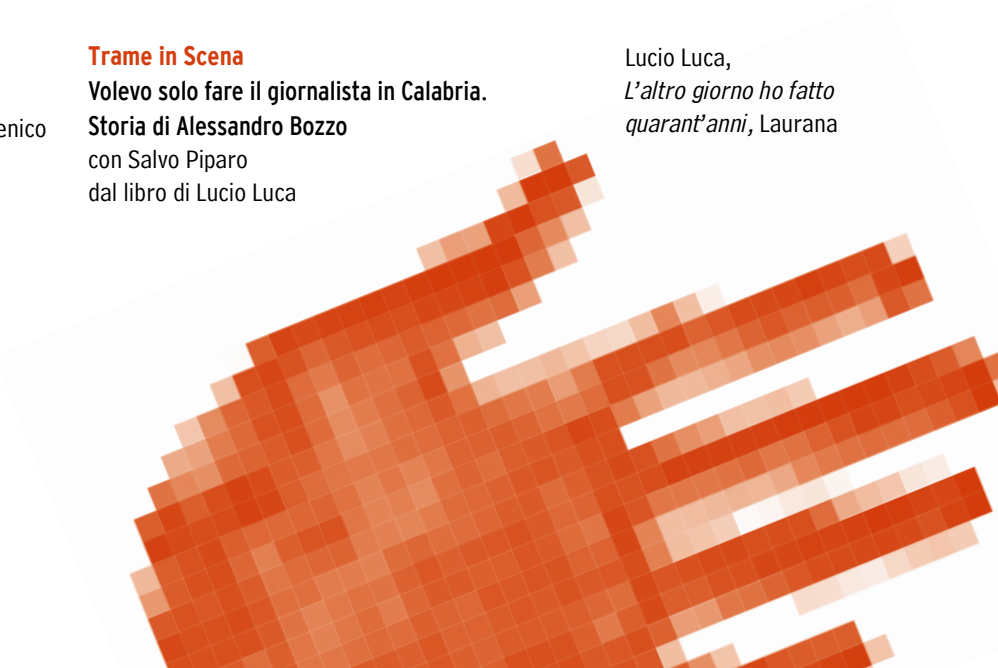 enico
Trame in Scena
Volevo solo fare il giornalista in Calabria.
Storia di Alessandro Bozzo
con Salvo Piparo
dal libro di Lucio Luca
Lucio Luca,
L'altro giorno ho fatto
quarant'anni, Laurana